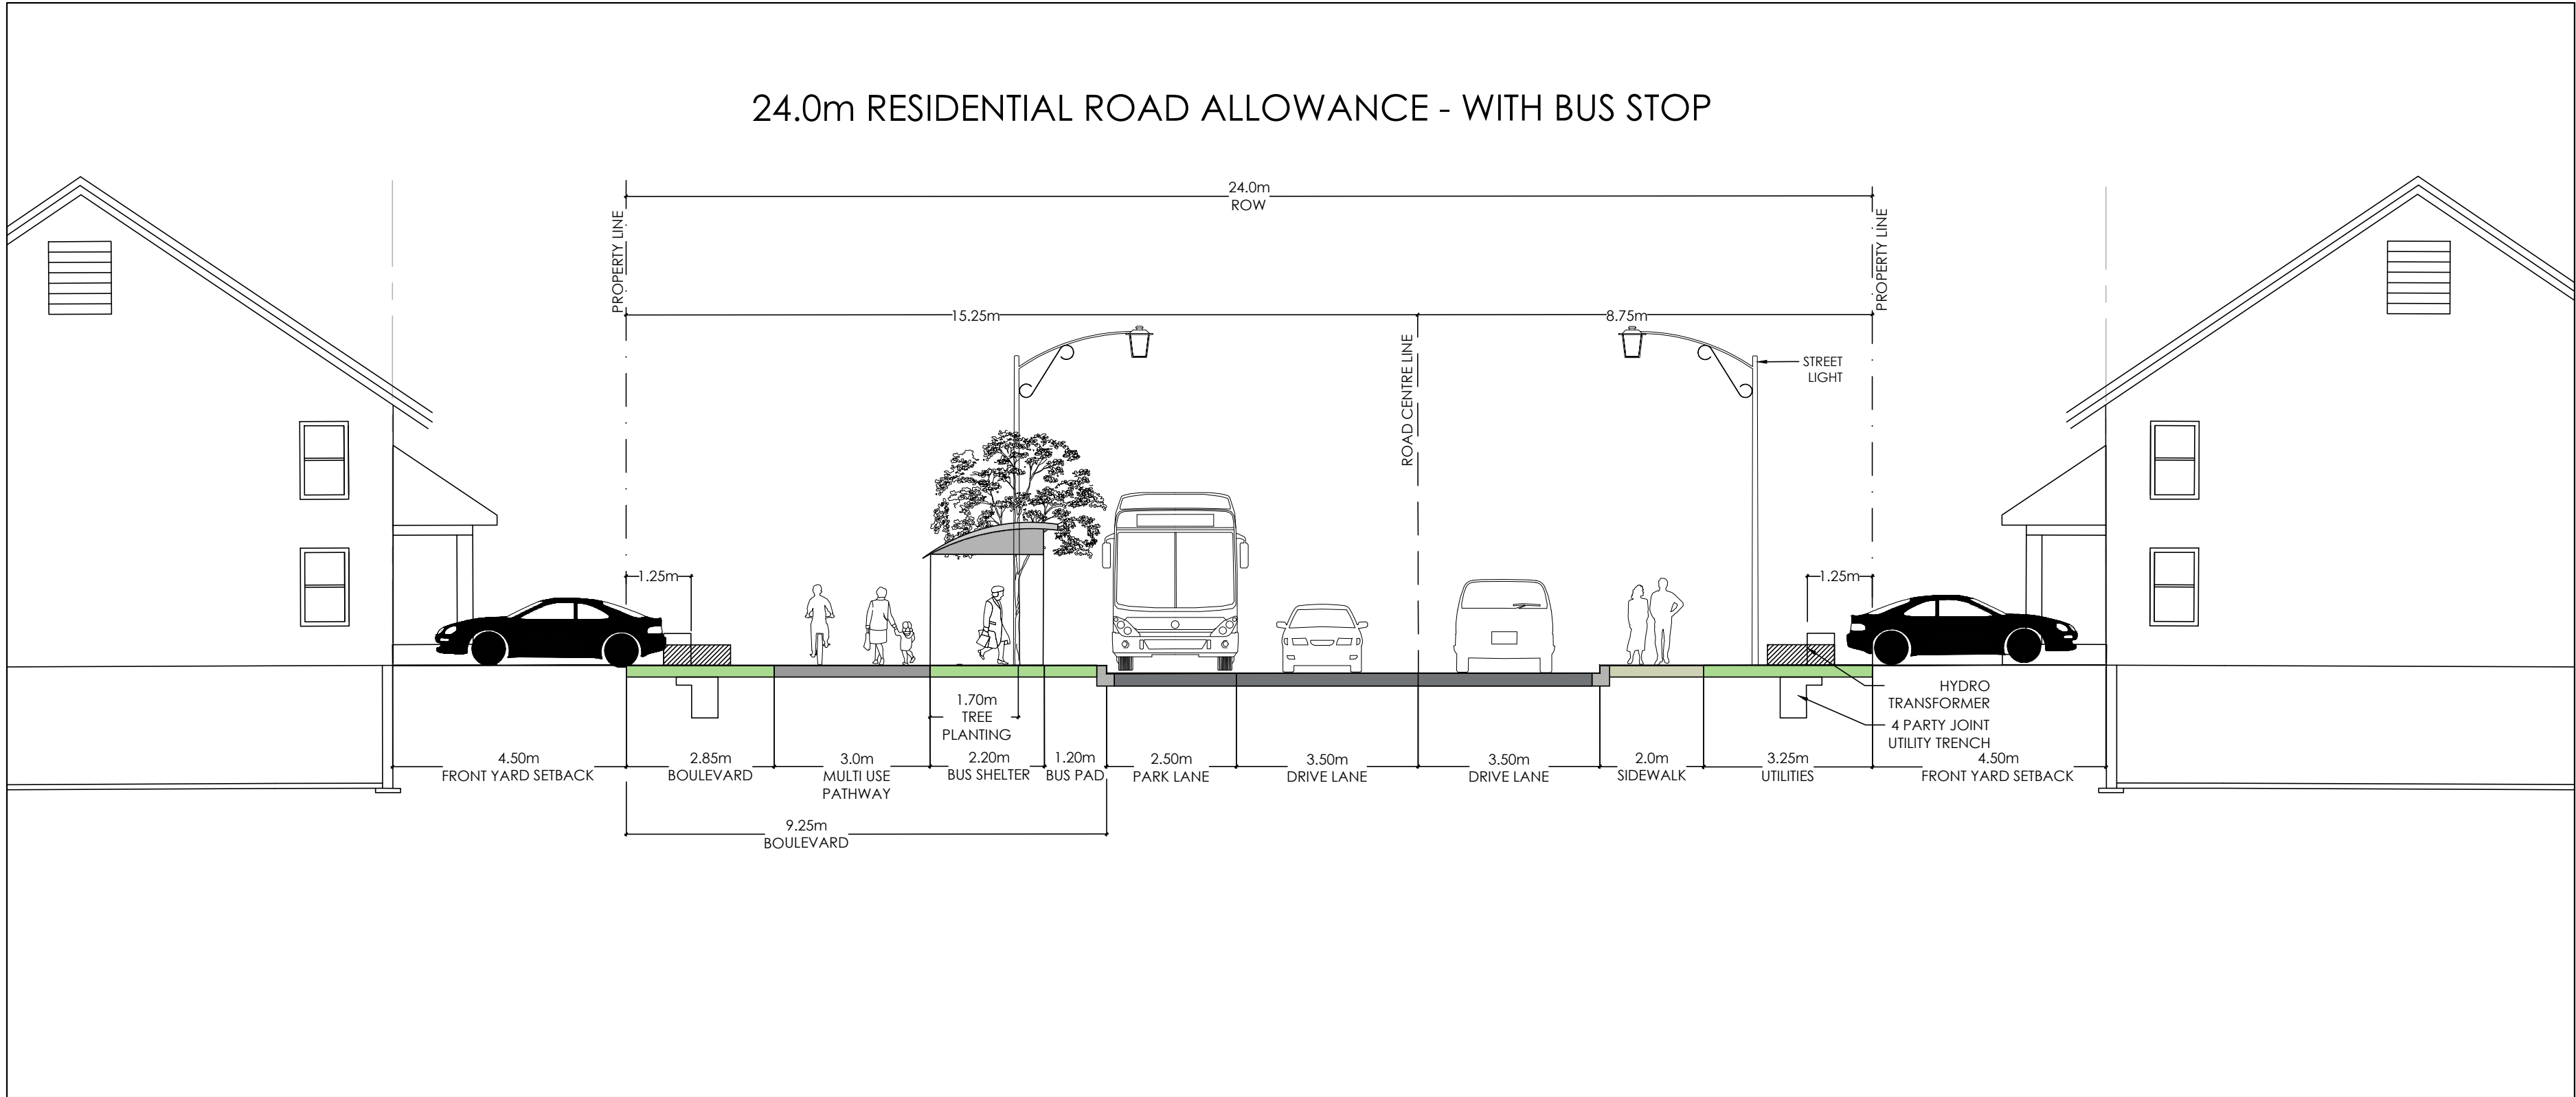 24.0m RESIDENTIAL ROAD ALLOWANCE - WITH BUS STOP
24.0m
ROW
PROPERTY LINE
PROPERTY LINE
15.25m
8.75m
ROAD CENTRE LINE
STREET
LIGHT
1.25m
1.25m
HYDRO
TRANSFORMER
4 PARTY JOINT
UTILITY TRENCH
1.70m
TREE
PLANTING
4.50m
FRONT YARD SETBACK
2.85m
BOULEVARD
3.0m
MULTI USE
PATHWAY
2.20m
BUS SHELTER
1.20m
BUS PAD
2.50m
PARK LANE
3.50m
DRIVE LANE
3.50m
DRIVE LANE
2.0m
SIDEWALK
3.25m
UTILITIES
4.50m
FRONT YARD SETBACK
9.25m
BOULEVARD